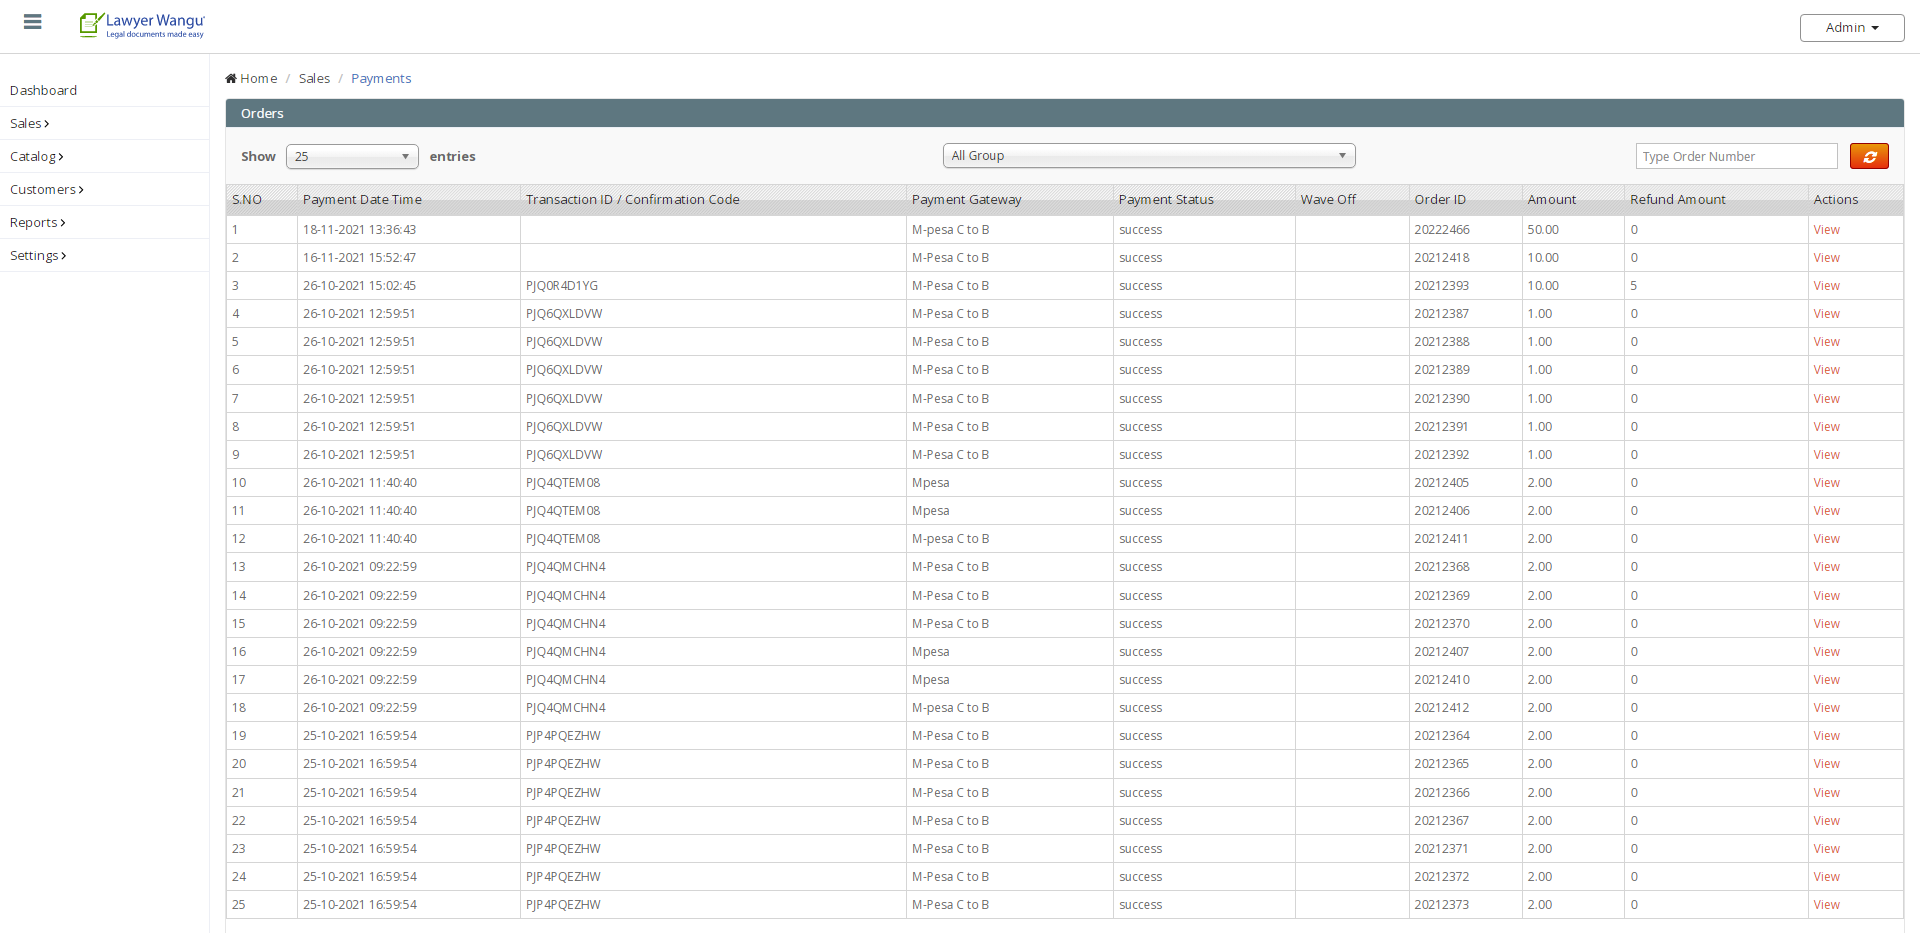 Lawyer Wangu
Legal documents made easy
Admin
Dashboard
Sales
Catalog
Customers
Reports
Settings
Home / Sales / Payments
Orders
Show 25 entries All Group Type Order Number
S.NO Payment Date Time Transaction ID / Confirmation Code Payment Gateway Payment Status Wave Off Order ID Amount Refund Amount Actions
1 18-11-2021 13:36:43 M-pesa C to B success 20222466 50.00 0 View
2 16-11-2021 15:52:47 M-Pesa C to B success 20212418 10.00 0 View
3 26-10-2021 15:02:45 PJQ0R4D1YG M-Pesa C to B success 20212393 10.00 5 View
4 26-10-2021 12:59:51 PJQ6QXLDVW M-Pesa C to B success 20212387 1.00 0 View
5 26-10-2021 12:59:51 PJQ6QXLDVW M-Pesa C to B success 20212388 1.00 0 View
6 26-10-2021 12:59:51 PJQ6QXLDVW M-Pesa C to B success 20212389 1.00 0 View
7 26-10-2021 12:59:51 PJQ6QXLDVW M-Pesa C to B success 20212390 1.00 0 View
8 26-10-2021 12:59:51 PJQ6QXLDVW M-Pesa C to B success 20212391 1.00 0 View
9 26-10-2021 12:59:51 PJQ6QXLDVW M-Pesa C to B success 20212392 1.00 0 View
10 26-10-2021 11:40:40 PJQ4QTEM08 Mpesa success 20212405 2.00 0 View
11 26-10-2021 11:40:40 PJQ4QTEM08 Mpesa success 20212406 2.00 0 View
12 26-10-2021 11:40:40 PJQ4QTEM08 M-pesa C to B success 20212411 2.00 0 View
13 26-10-2021 09:22:59 PJQ4QMCHN4 M-Pesa C to B success 20212368 2.00 0 View
14 26-10-2021 09:22:59 PJQ4QMCHN4 M-Pesa C to B success 20212369 2.00 0 View
15 26-10-2021 09:22:59 PJQ4QMCHN4 M-Pesa C to B success 20212370 2.00 0 View
16 26-10-2021 09:22:59 PJQ4QMCHN4 Mpesa success 20212407 2.00 0 View
17 26-10-2021 09:22:59 PJQ4QMCHN4 Mpesa success 20212410 2.00 0 View
18 26-10-2021 09:22:59 PJQ4QMCHN4 M-pesa C to B success 20212412 2.00 0 View
19 25-10-2021 16:59:54 PJP4PQEZHW M-Pesa C to B success 20212364 2.00 0 View
20 25-10-2021 16:59:54 PJP4PQEZHW M-Pesa C to B success 20212365 2.00 0 View
21 25-10-2021 16:59:54 PJP4PQEZHW M-Pesa C to B success 20212366 2.00 0 View
22 25-10-2021 16:59:54 PJP4PQEZHW M-Pesa C to B success 20212367 2.00 0 View
23 25-10-2021 16:59:54 PJP4PQEZHW M-Pesa C to B success 20212371 2.00 0 View
24 25-10-2021 16:59:54 PJP4PQEZHW M-Pesa C to B success 20212372 2.00 0 View
25 25-10-2021 16:59:54 PJP4PQEZHW M-Pesa C to B success 20212373 2.00 0 View